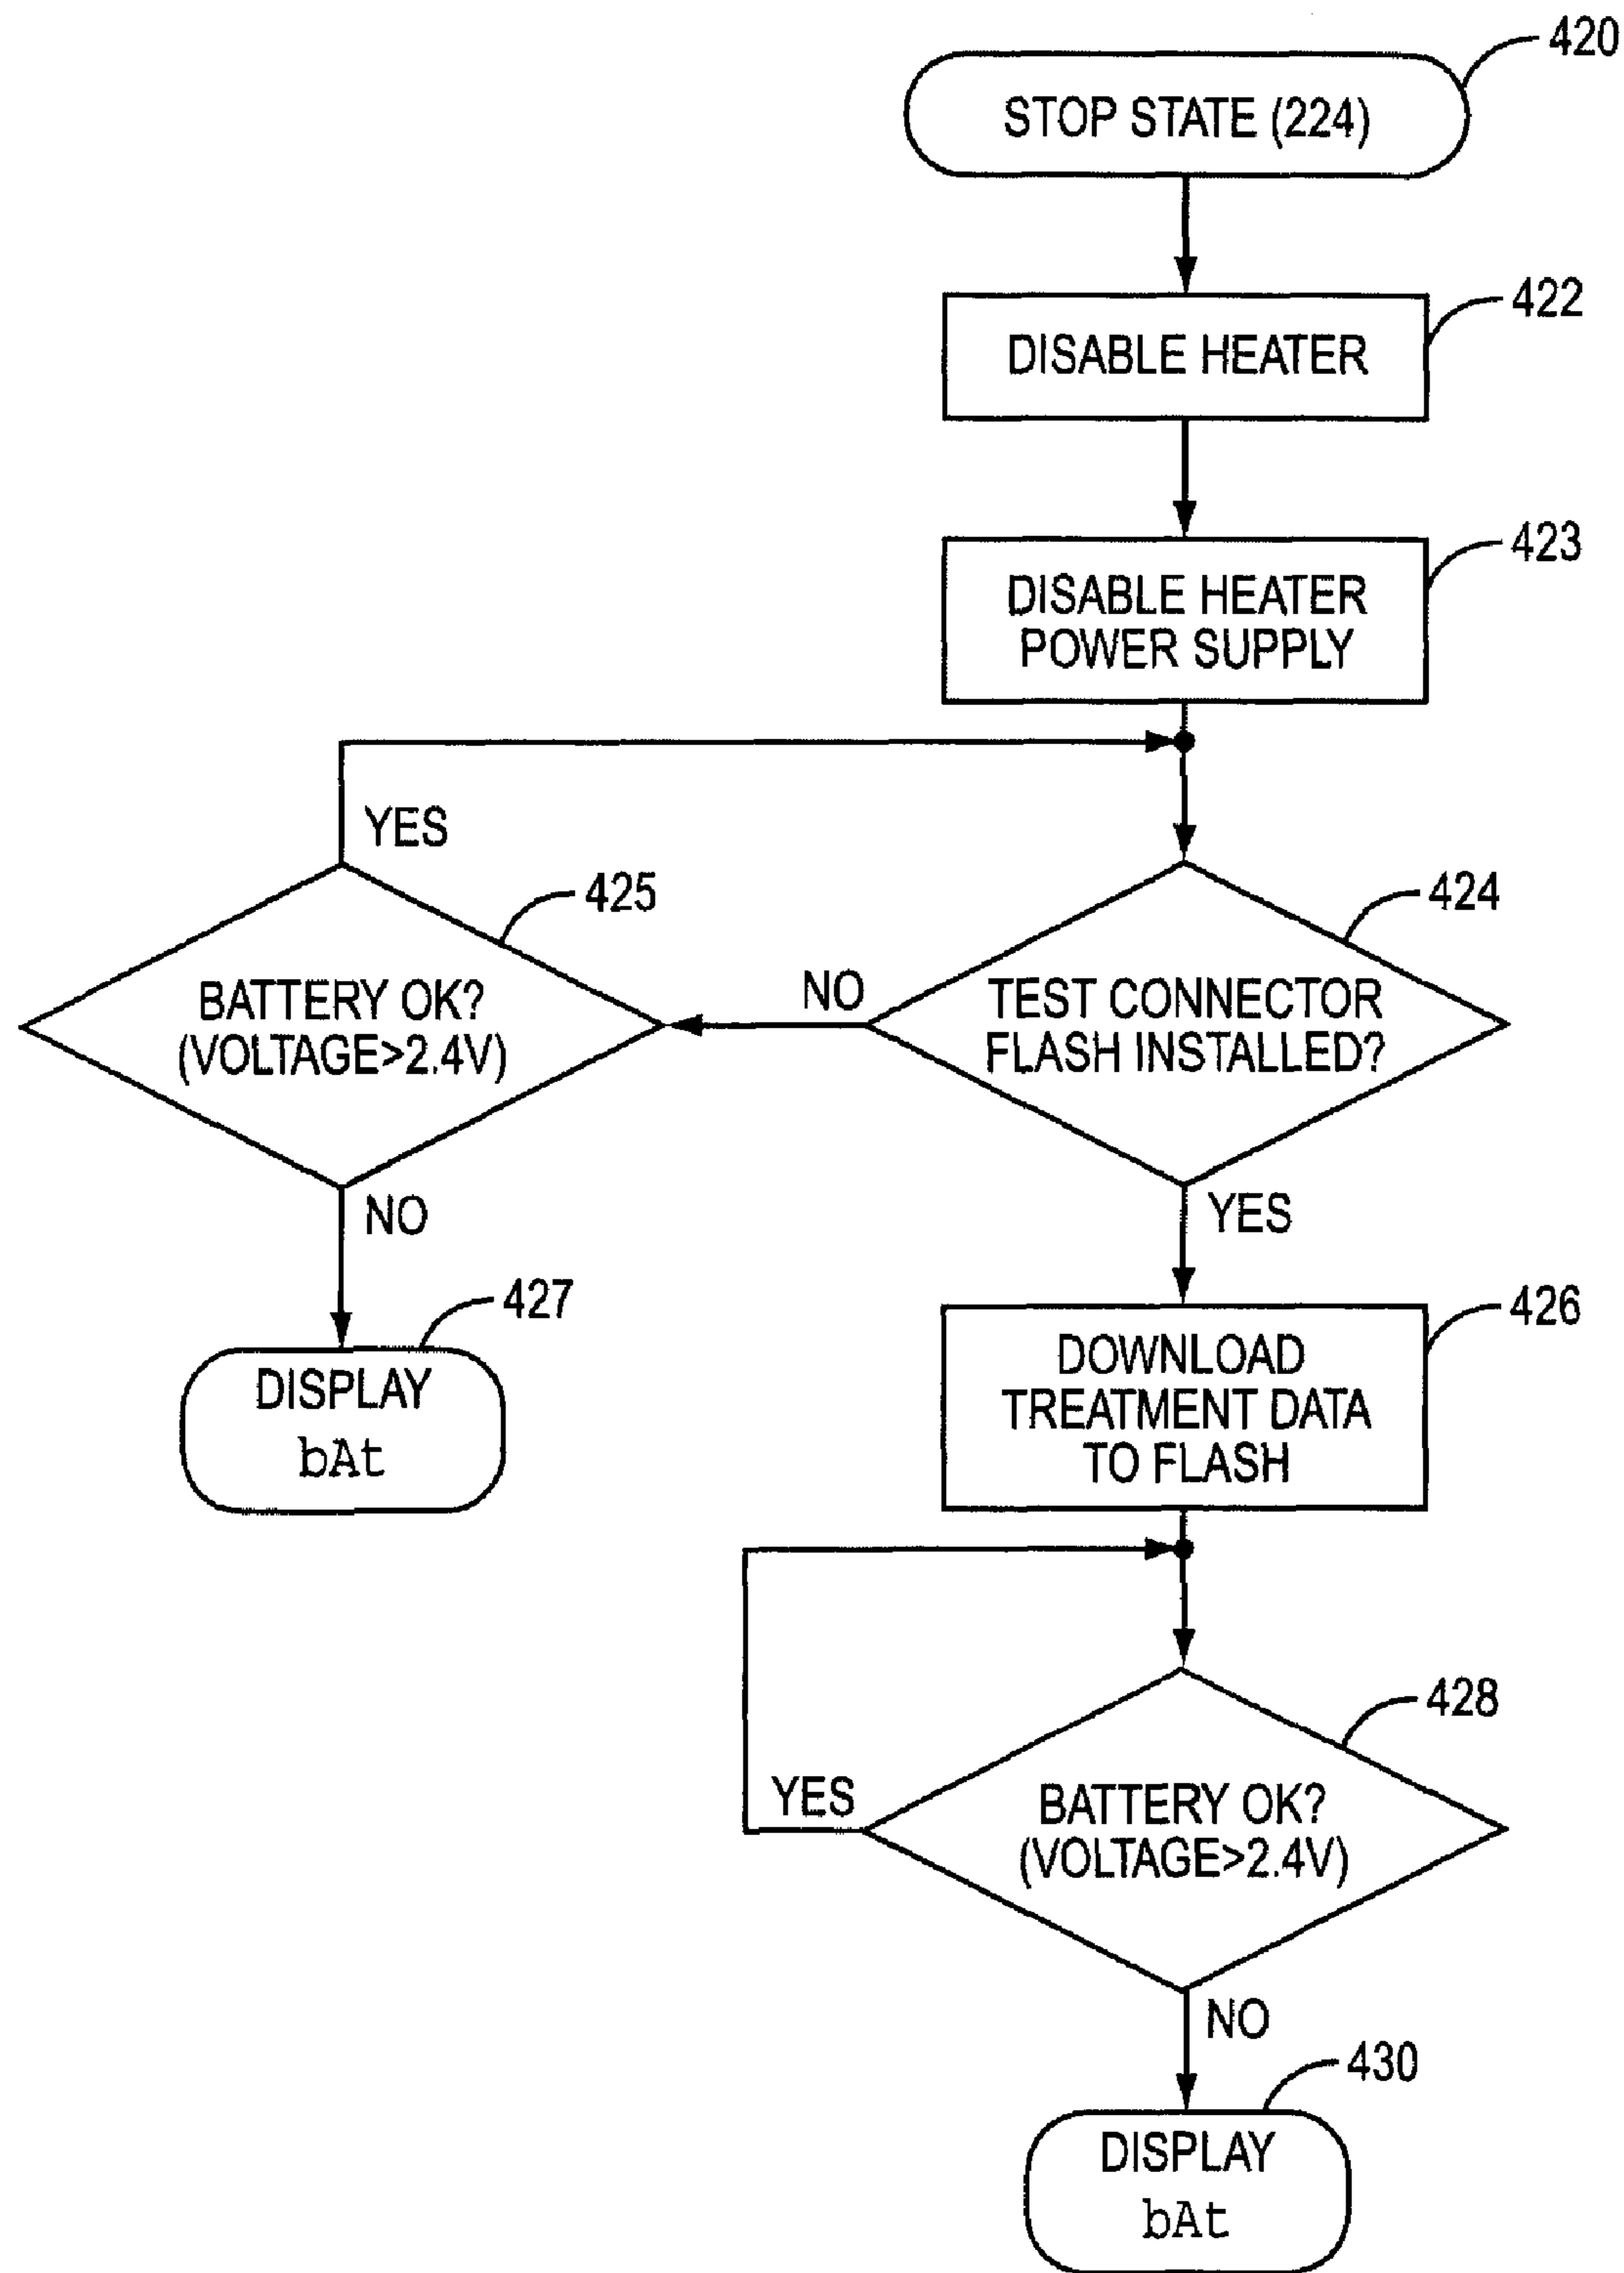 420
STOP STATE (224)
422
DISABLE HEATER
423
DISABLE HEATER
POWER SUPPLY
YES
425
424
BATTERY OK?
(VOLTAGE>2.4V)
NO
TEST CONNECTOR
FLASH INSTALLED?
NO
YES
427
DISPLAY
bAt
426
DOWNLOAD
TREATMENT DATA
TO FLASH
428
YES
BATTERY OK?
(VOLTAGE>2.4V)
NO
430
DISPLAY
bAt